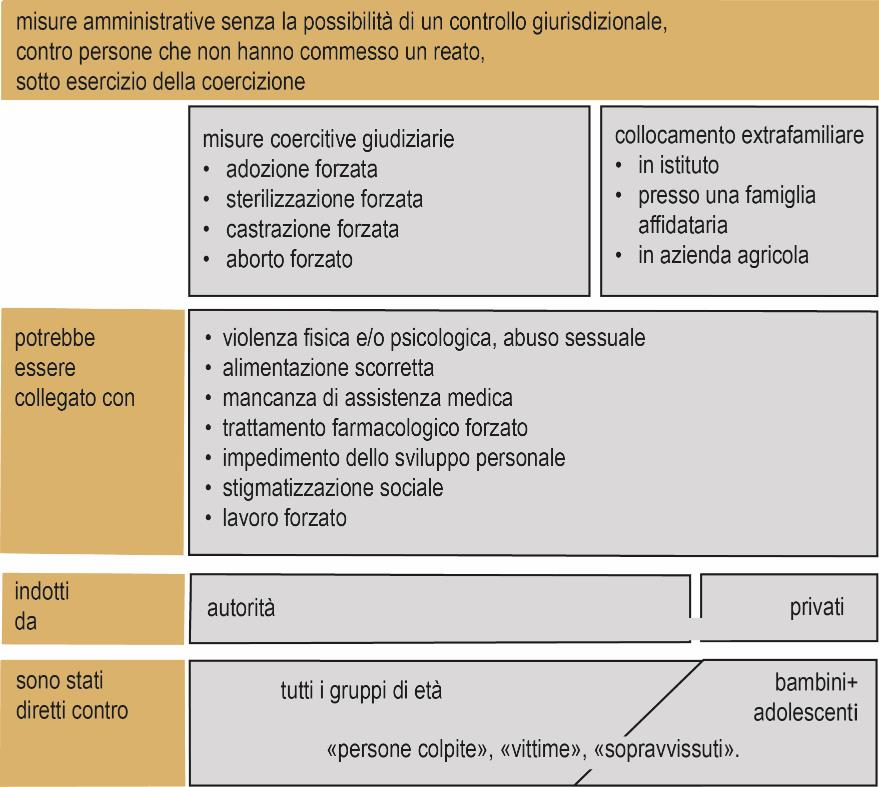 misure amministrative senza la possibilità di un controllo giurisdizionale,
contro persone che non hanno commesso un reato,
sotto esercizio della coercizione
misure coercitive giudiziarie
• adozione forzata
• sterilizzazione forzata
• castrazione forzata
• aborto forzato
collocamento extrafamiliare
• in istituto
• presso una famiglia
affidataria
• in azienda agricola
potrebbe
essere
collegato con
• violenza fisica e/o psicologica, abuso sessuale
• alimentazione scorretta
• mancanza di assistenza medica
• trattamento farmacologico forzato
• impedimento dello sviluppo personale
• stigmatizzazione sociale
• lavoro forzato
indotti
da
autorità
privati
sono stati
diretti contro
tutti i gruppi di età
bambini+
adolescenti
«persone colpite», «vittime», «sopravvissuti».